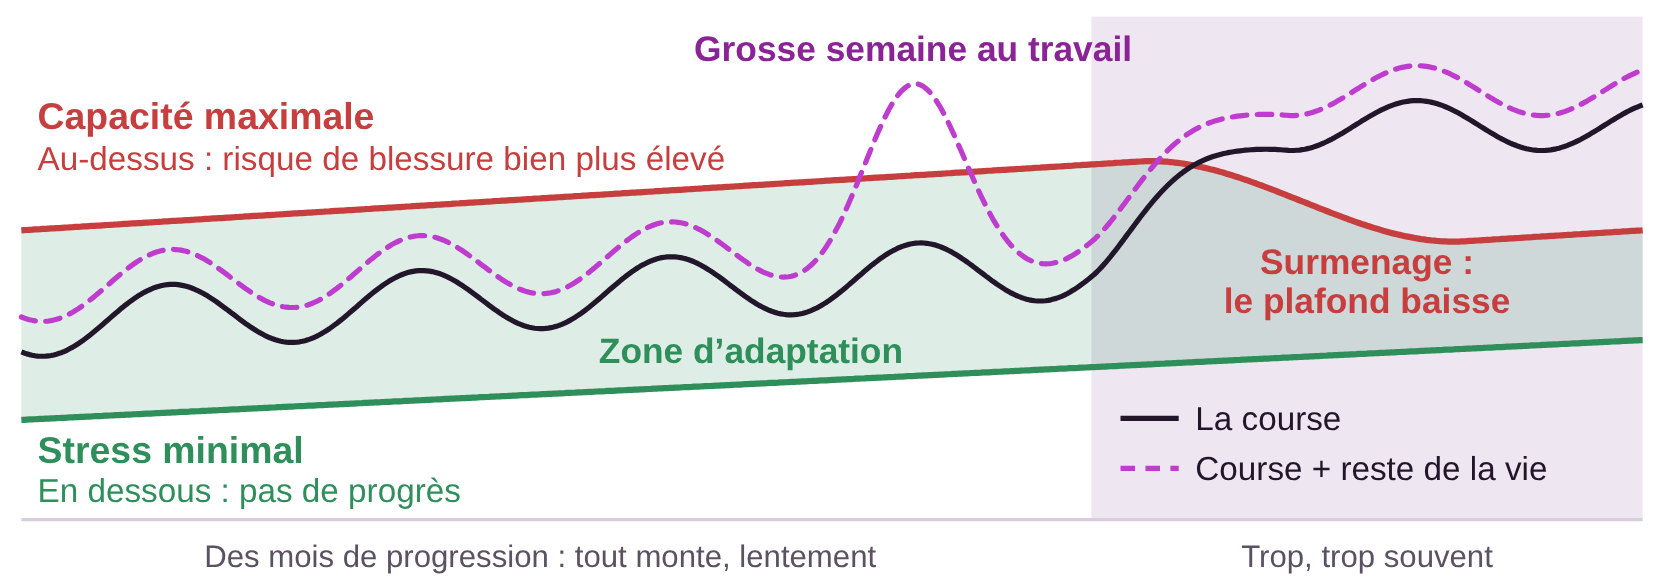 Grosse semaine au travail
Capacité maximale
Au-dessus : risque de blessure bien plus élevé
Surmenage :
le plafond baisse
Zone d’adaptation
Stress minimal
En dessous : pas de progrès
La course
Course + reste de la vie
Des mois de progression : tout monte, lentement
Trop, trop souvent